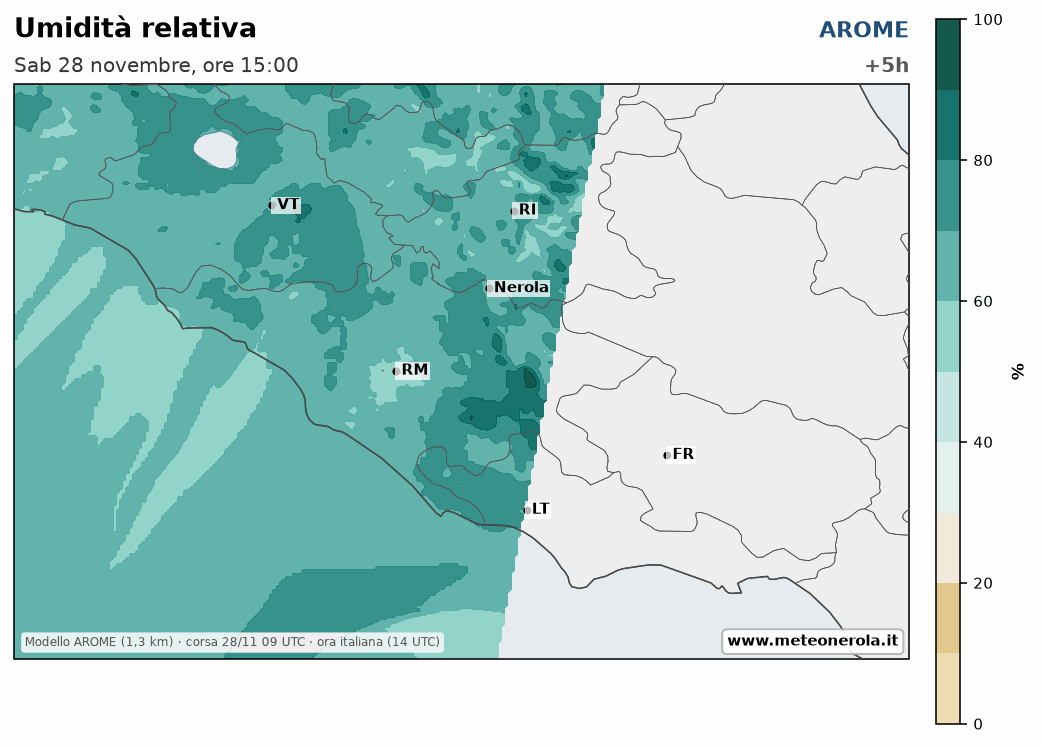 Umidità relativa
AROME
Sab 28 novembre, ore 15:00
+5h
VT
RI
Nerola
RM
FR
LT
Modello AROME (1,3 km) · corsa 28/11 09 UTC · ora italiana (14 UTC)
www.meteonerola.it
100
80
60
40
20
0
%